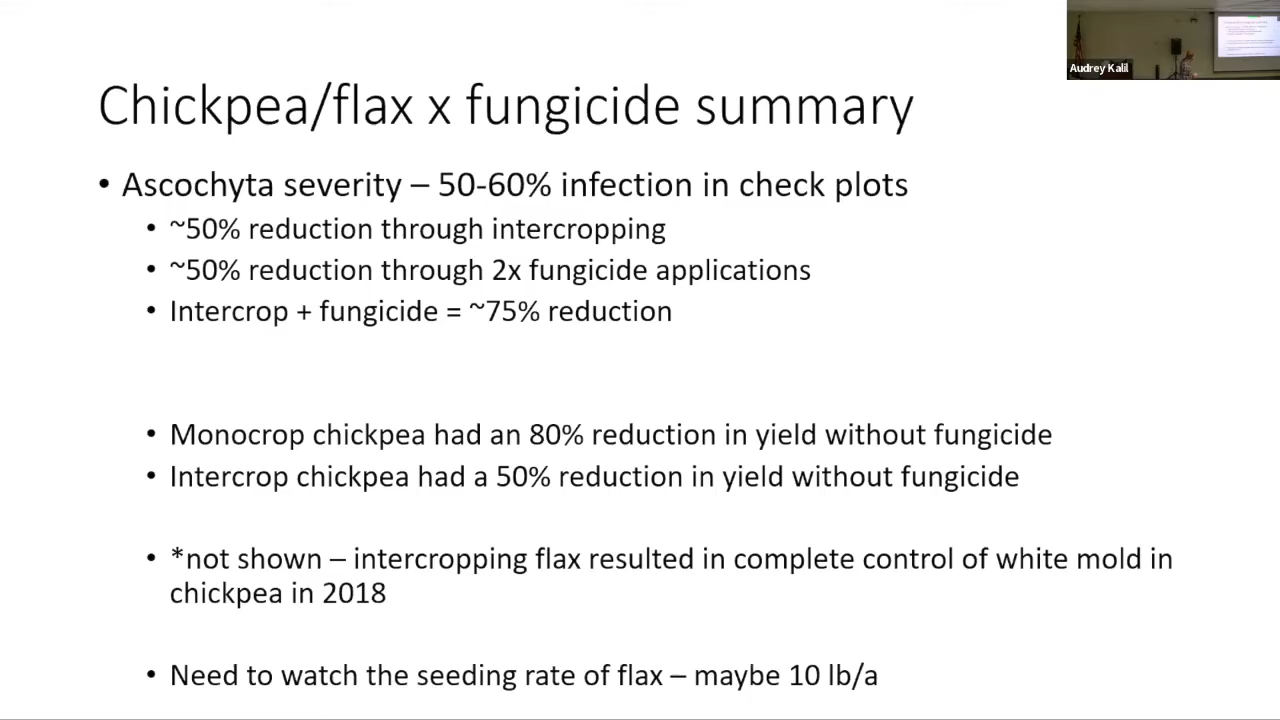 Audrey Kalil
Chickpea/flax x fungicide summary
• Ascochyta severity – 50-60% infection in check plots
• ~50% reduction through intercropping
• ~50% reduction through 2x fungicide applications
• Intercrop + fungicide = ~75% reduction
• Monocrop chickpea had an 80% reduction in yield without fungicide
• Intercrop chickpea had a 50% reduction in yield without fungicide
• *not shown – intercropping flax resulted in complete control of white mold in
chickpea in 2018
• Need to watch the seeding rate of flax – maybe 10 lb/a